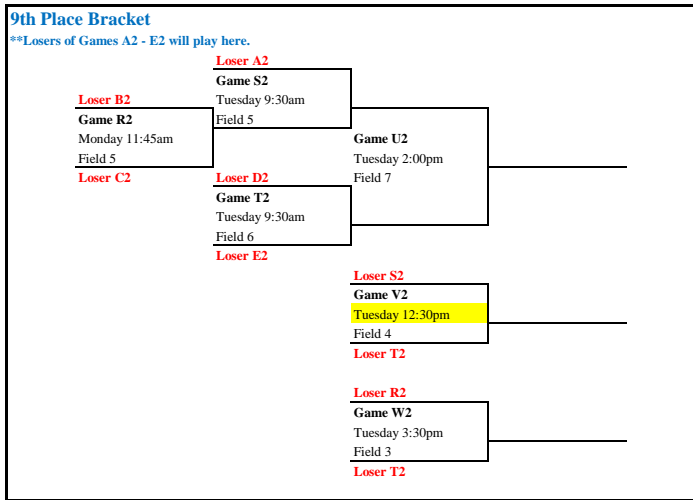 9th Place Bracket
**Losers of Games A2 - E2 will play here.
Loser A2
Game S2
Tuesday 9:30am
Field 5
Loser B2
Game R2
Monday 11:45am
Field 5
Loser C2
Game U2
Tuesday 2:00pm
Field 7
Loser D2
Game T2
Tuesday 9:30am
Field 6
Loser E2
Loser S2
Game V2
Tuesday 12:30pm
Field 4
Loser T2
Loser R2
Game W2
Tuesday 3:30pm
Field 3
Loser T2